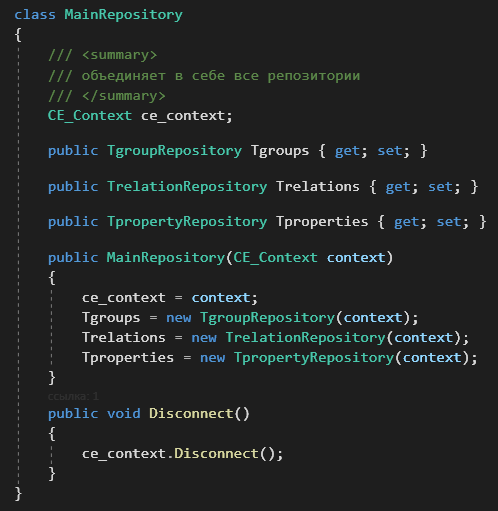 class MainRepository
{
/// <summary>
/// объединяет в себе все репозитории
/// </summary>
CE_Context ce_context;
public TgroupRepository Tgroups { get; set; }
public TrelationRepository Trelations { get; set; }
public TpropertyRepository Tproperties { get; set; }
public MainRepository(CE_Context context)
{
ce_context = context;
Tgroups = new TgroupRepository(context);
Trelations = new TrelationRepository(context);
Tproperties = new TpropertyRepository(context);
}
ссылка: 1
public void Disconnect()
{
ce_context.Disconnect();
}
}